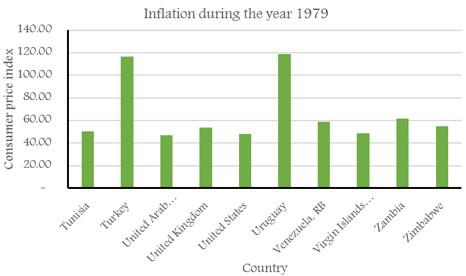 Inflation during the year 1979
Consumer price index
140.00
120.00
100.00
80.00
60.00
40.00
20.00
-
Tunisia
Turkey
United Arab…
United Kingdom
United States
Uruguay
Venezuela, RB
Virgin Islands…
Zambia
Zimbabwe
Country